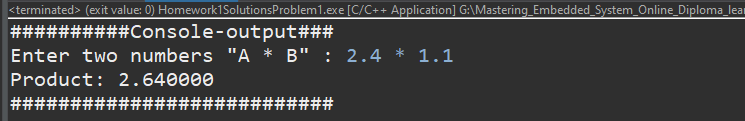 <terminated> (exit value: 0) Homework1SolutionsProblem1.exe [C/C++ Application] G:\Mastering_Embedded_System_Online_Diploma_lea
##########Console-output###
Enter two numbers "A * B" : 2.4 * 1.1
Product: 2.640000
###########################